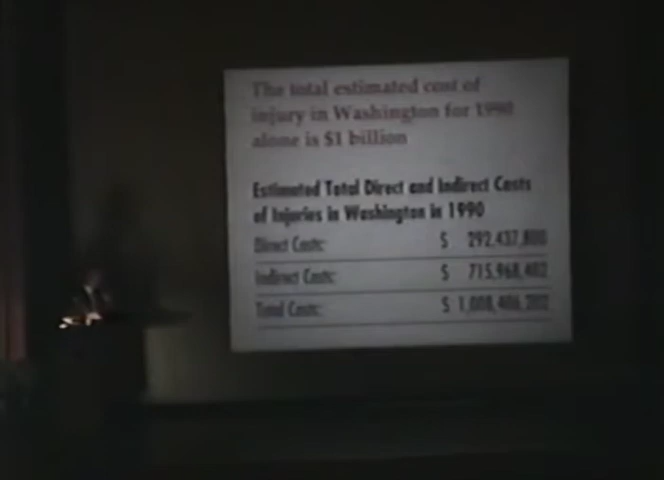 The total estimated cost of
injury in Washington for 1990
alone is $1 billion
Estimated Total Direct and Indirect Costs
of Injuries in Washington in 1990
Direct Costs: $ 292,437,800
Indirect Costs: $ 715,968,402
Total Costs: $ 1,008,406,202